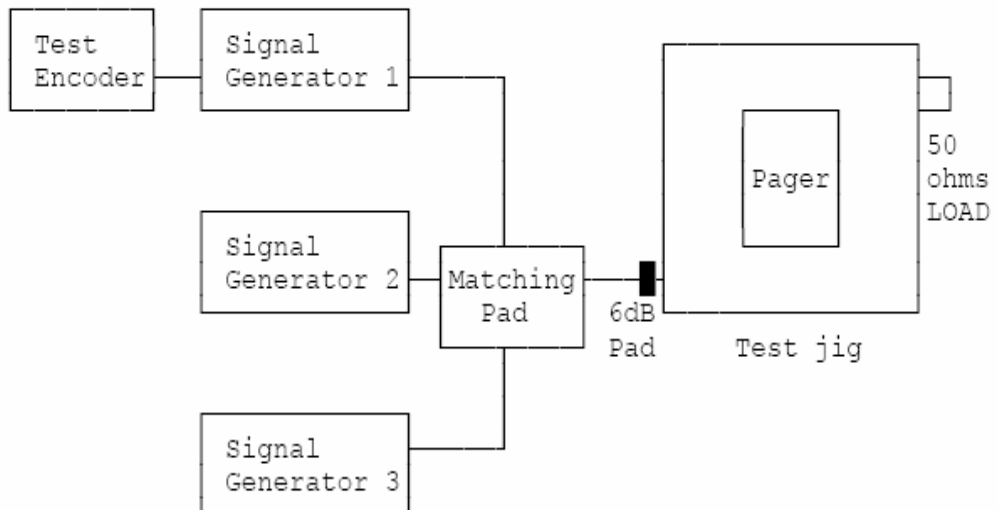 Test
Encoder
Signal
Generator 1
Signal
Generator 2
Signal
Generator 3
Matching
Pad
6dB
Pad
Pager
Test jig
50
ohms
LOAD